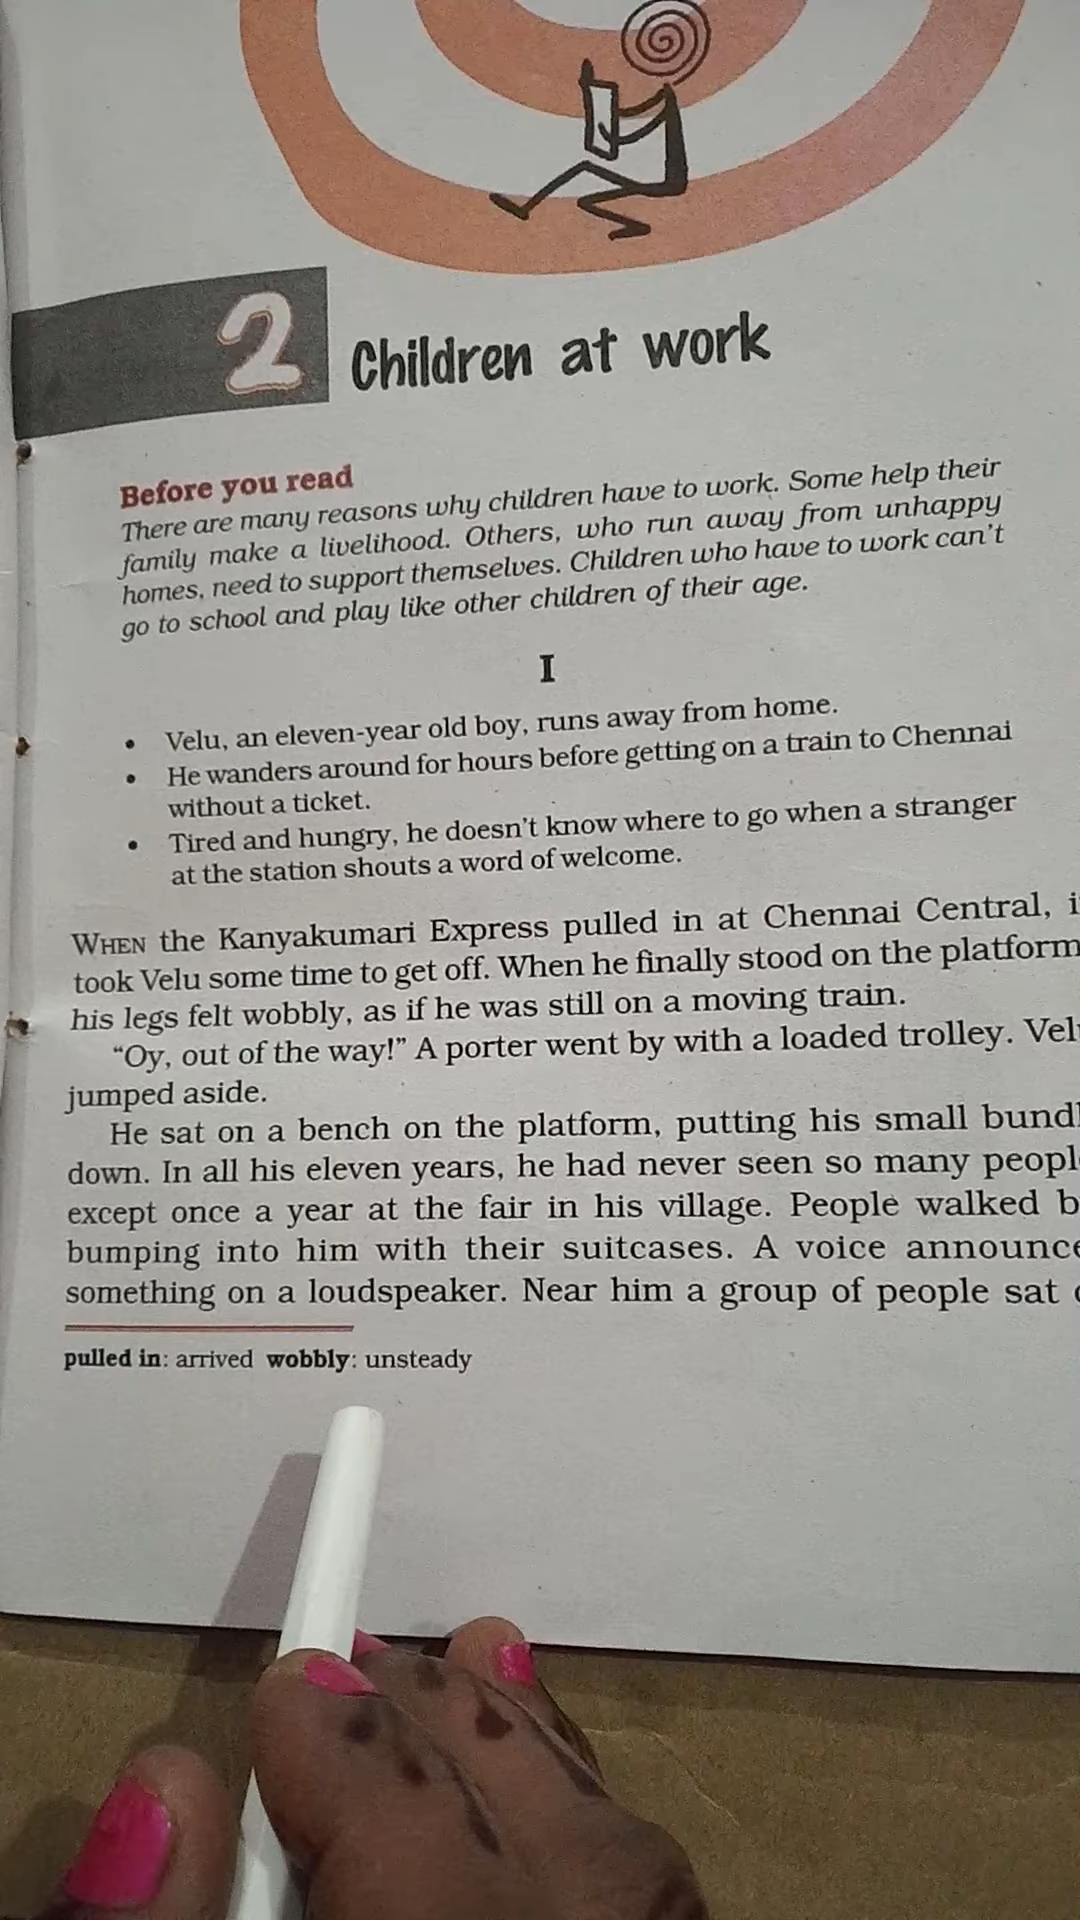 2 Children at work
Before you read
There are many reasons why children have to work. Some help their
family make a livelihood. Others, who run away from unhappy
homes, need to support themselves. Children who have to work can't
go to school and play like other children of their age.
I
• Velu, an eleven-year old boy, runs away from home.
• He wanders around for hours before getting on a train to Chennai
without a ticket.
• Tired and hungry, he doesn't know where to go when a stranger
at the station shouts a word of welcome.
WHEN the Kanyakumari Express pulled in at Chennai Central,
took Velu some time to get off. When he finally stood on the platform
his legs felt wobbly, as if he was still on a moving train.
"Oy, out of the way!" A porter went by with a loaded trolley.
jumped aside.
He sat on a bench on the platform, putting his small
down. In all his eleven years, he had never seen so many
except once a year at the fair in his village. People walked
bumping into him with their suitcases. A voice
something on a loudspeaker. Near him a group of people sat
pulled in: arrived wobbly: unsteady